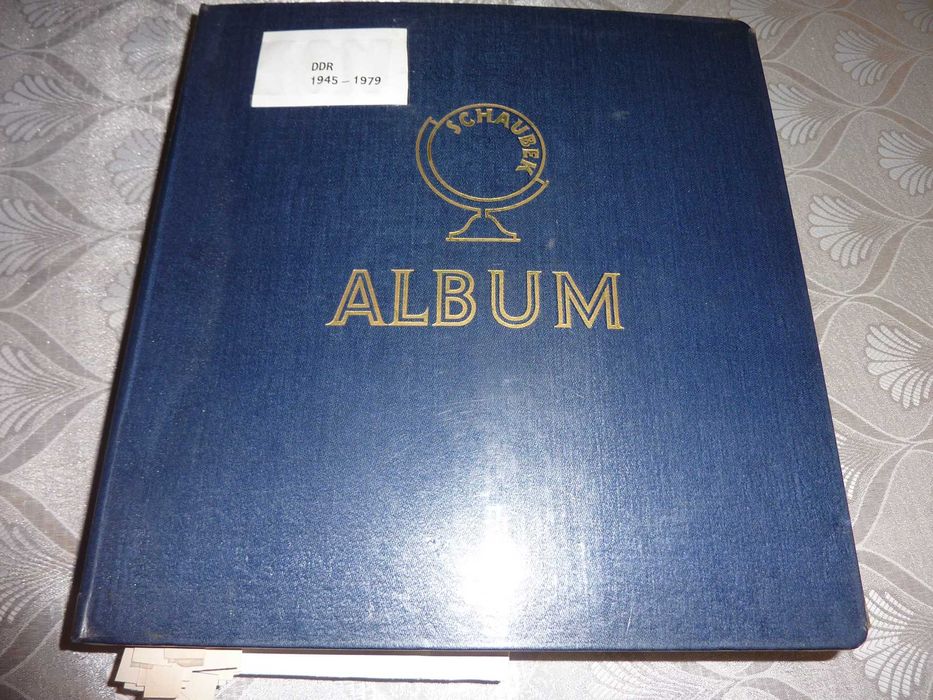 DDR
1945 – 1979
SCHAUBEK
ALBUM